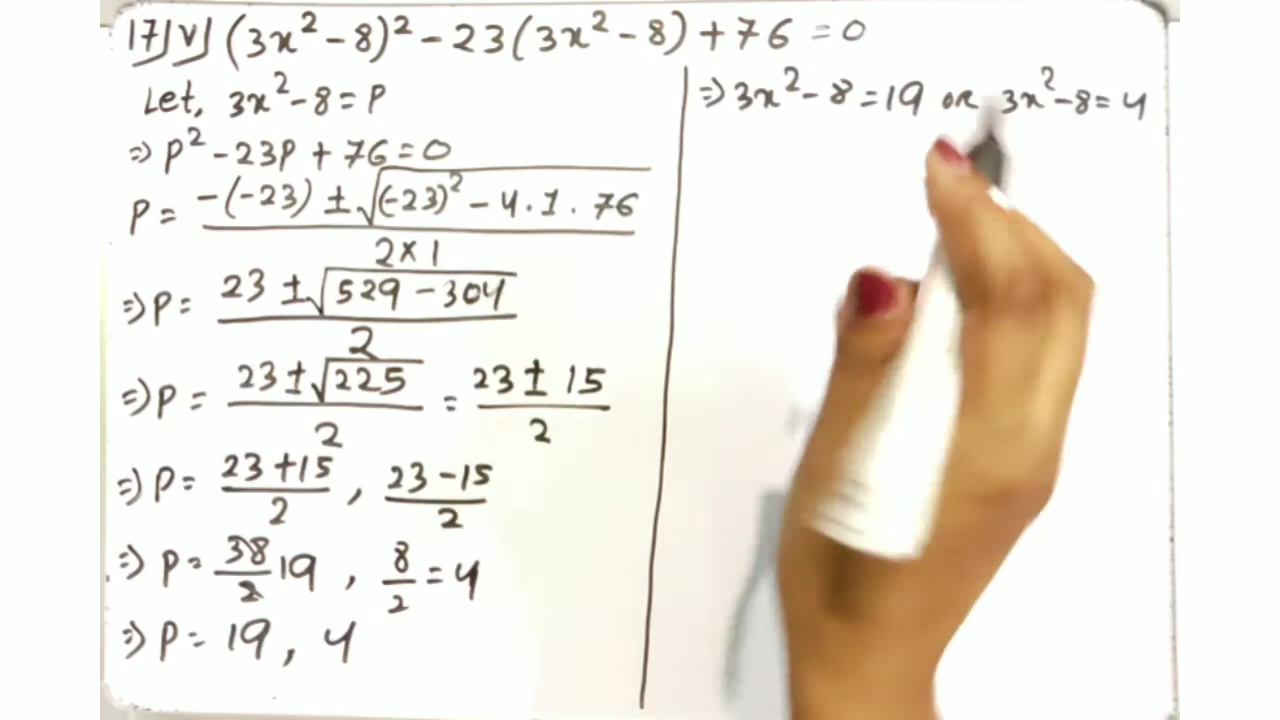 17](v] (3x² - 8)² - 23(3x² - 8) + 76 = 0
Let, 3x² - 8 = P
⇒ P² - 23P + 76 = 0
P = -(-23) ± √(-23)² - 4 · 1 · 76 / 2 × 1
⇒ P = 23 ± √529 - 304 / 2
⇒ P = 23 ± √225 / 2 = 23 ± 15 / 2
⇒ P = 23 + 15 / 2 , 23 - 15 / 2
⇒ P = 38 / 2 19 , 8 / 2 = 4
⇒ P = 19 , 4
⇒ 3x² - 8 = 19 or 3x² - 8 = 4